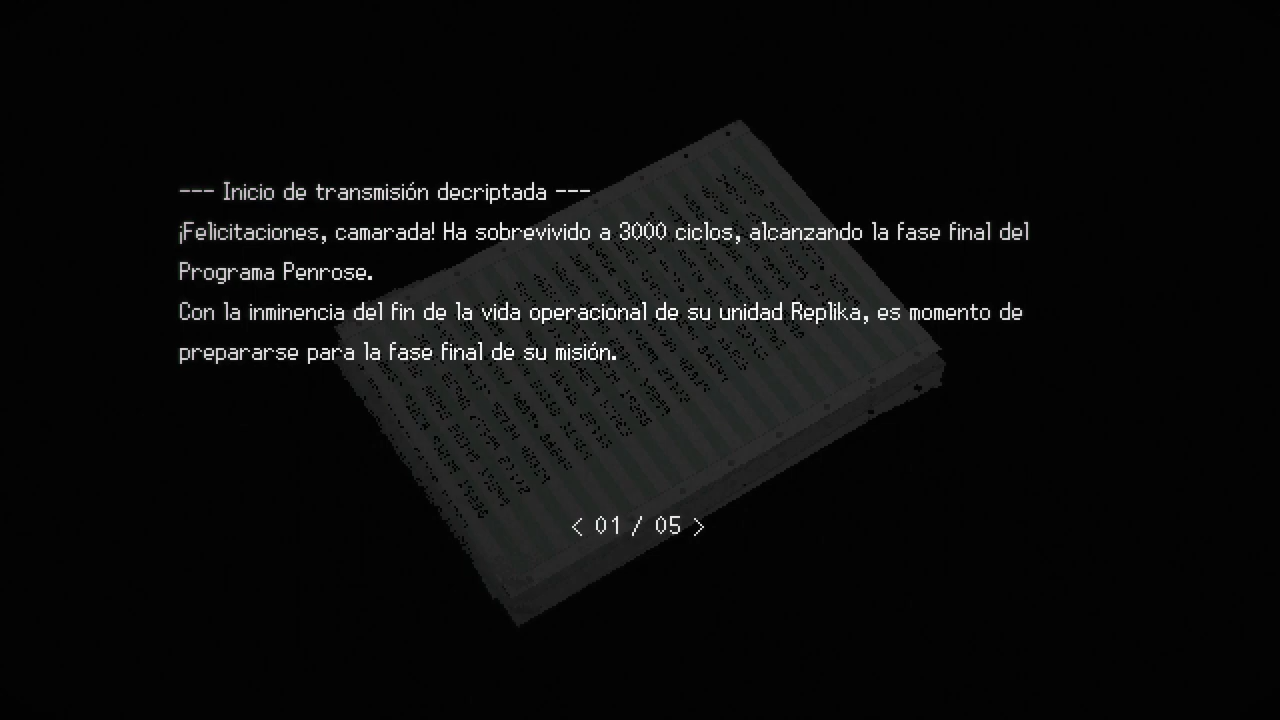 --- Inicio de transmisión decriptada ---
¡Felicitaciones, camarada! Ha sobrevivido a 3000 ciclos, alcanzando la fase final del
Programa Penrose.
Con la inminencia del fin de la vida operacional de su unidad Replika, es momento de
prepararse para la fase final de su misión.
< 01 / 05 >